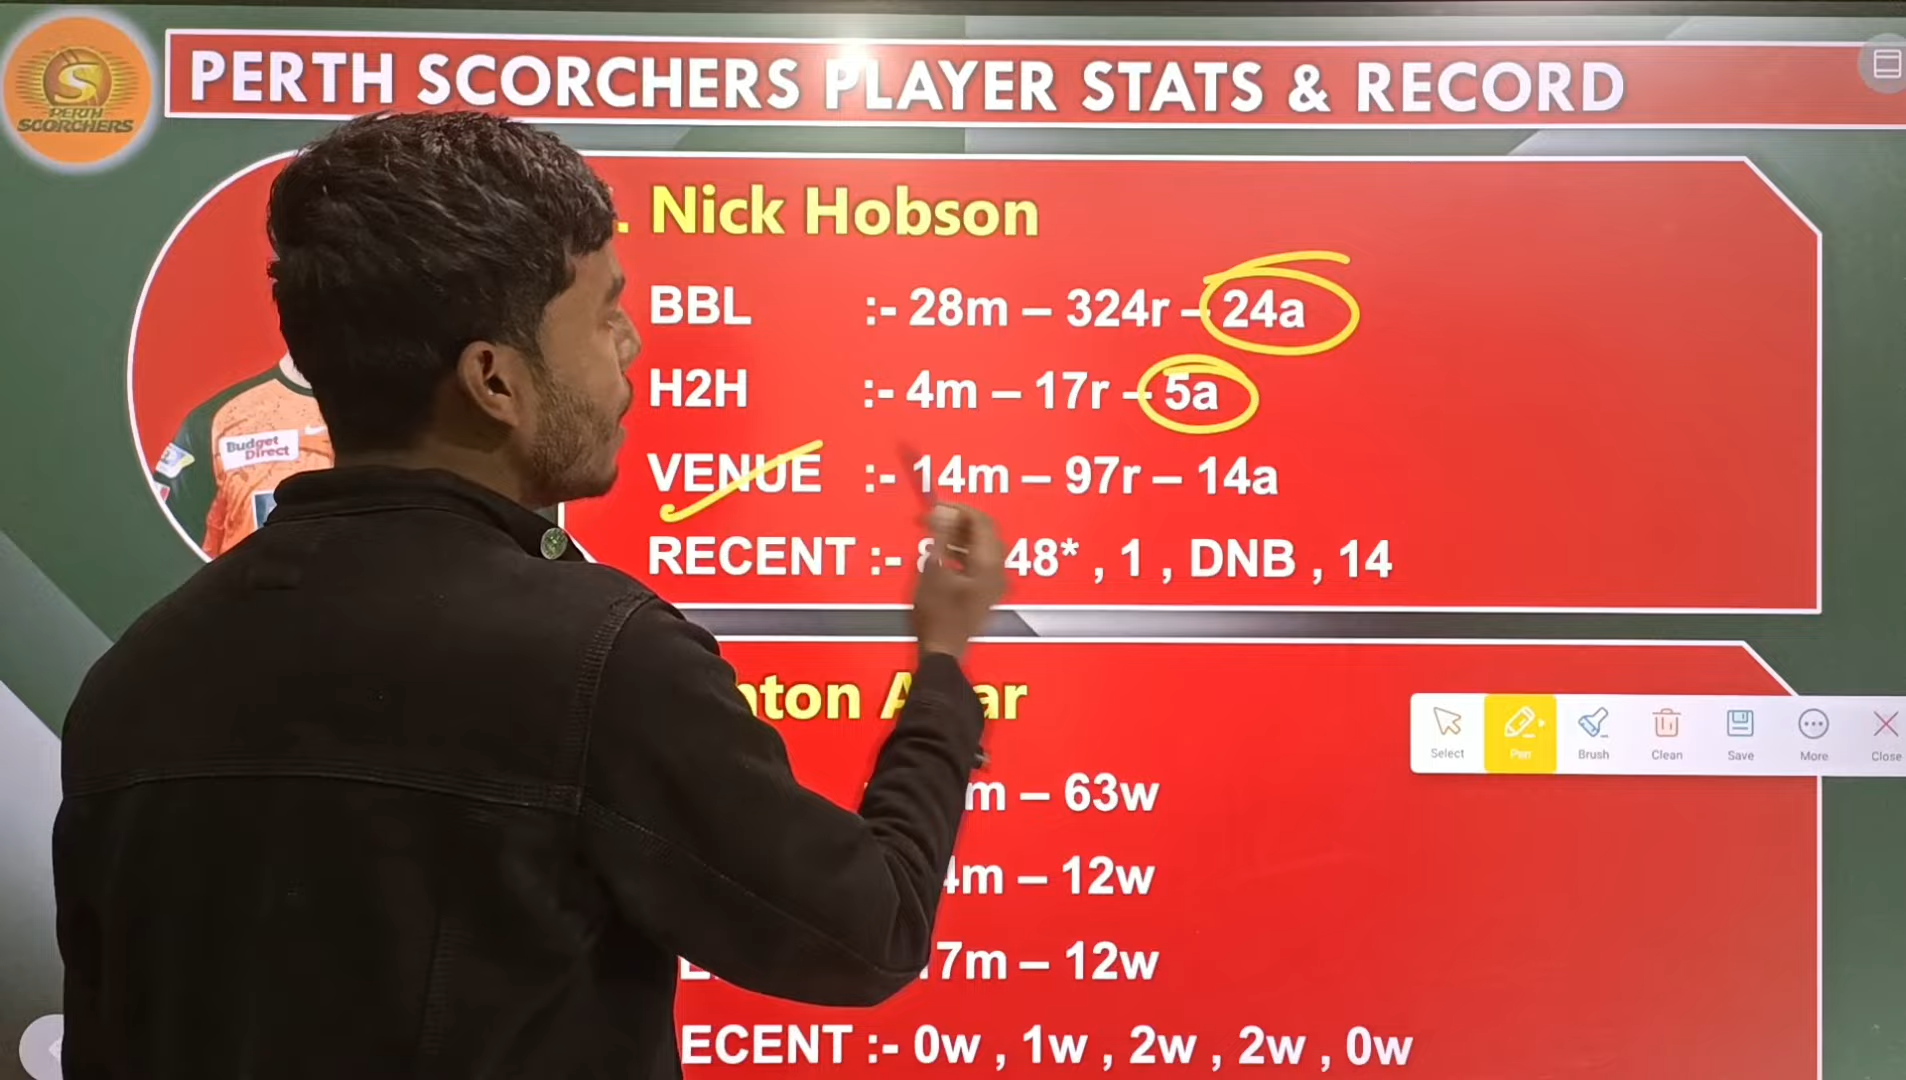 PERTH SCORCHERS PLAYER STATS & RECORD
PERTH
SCORCHERS
. Nick Hobson
BBL :- 28m – 324r – 24a
H2H :- 4m – 17r – 5a
VENUE :- 14m – 97r – 14a
RECENT :- 8 48* , 1 , DNB , 14
Budget
Direct
m – 63w
4m – 12w
7m – 12w
ECENT :- 0w , 1w , 2w , 2w , 0w
Select Pen Brush Clean Save More Close